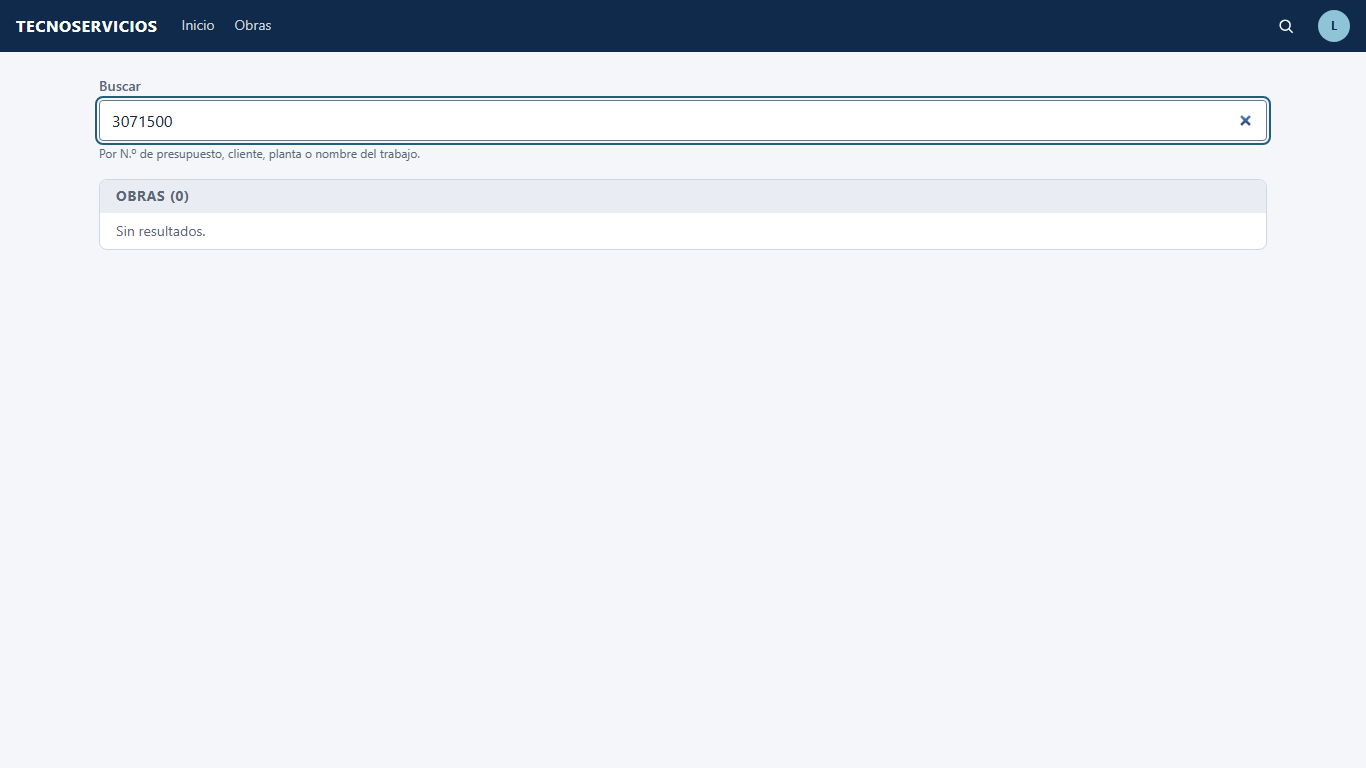 TECNOSERVICIOS Inicio Obras L
Buscar
3071500
Por N.º de presupuesto, cliente, planta o nombre del trabajo.
OBRAS (0)
Sin resultados.